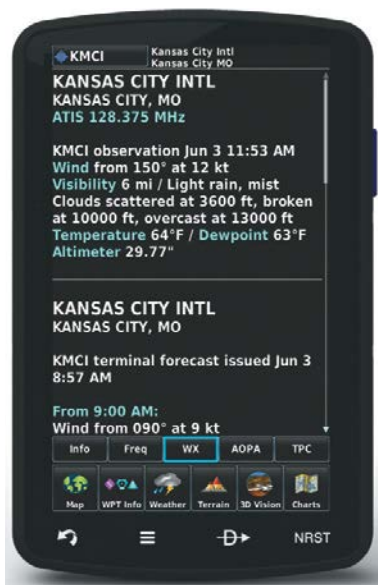 KMCI
Kansas City Intl
Kansas City MO
KANSAS CITY INTL
KANSAS CITY, MO
ATIS 128.375 MHz
KMCI observation Jun 3 11:53 AM
Wind from 150° at 12 kt
Visibility 6 mi / Light rain, mist
Clouds scattered at 3600 ft, broken
at 10000 ft, overcast at 13000 ft
Temperature 64°F / Dewpoint 63°F
Altimeter 29.77"
KANSAS CITY INTL
KANSAS CITY, MO
KMCI terminal forecast issued Jun 3
8:57 AM
From 9:00 AM:
Wind from 090° at 9 kt
Info Freq WX AOPA TPC
Map WPT Info Weather Terrain 3D Vision Charts
D NRST